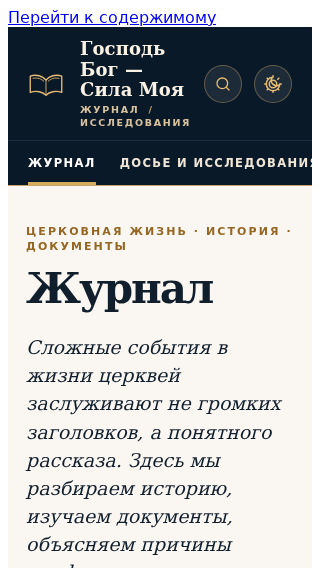 Перейти к содержимому
Господь
Бог —
Сила Моя
ЖУРНАЛ /
ИССЛЕДОВАНИЯ
ЖУРНАЛ ДОСЬЕ И ИССЛЕДОВАНИЯ
ЦЕРКОВНАЯ ЖИЗНЬ · ИСТОРИЯ ·
ДОКУМЕНТЫ
Журнал
Сложные события в
жизни церквей
заслуживают не громких
заголовков, а понятного
рассказа. Здесь мы
разбираем историю,
изучаем документы,
объясняем причины